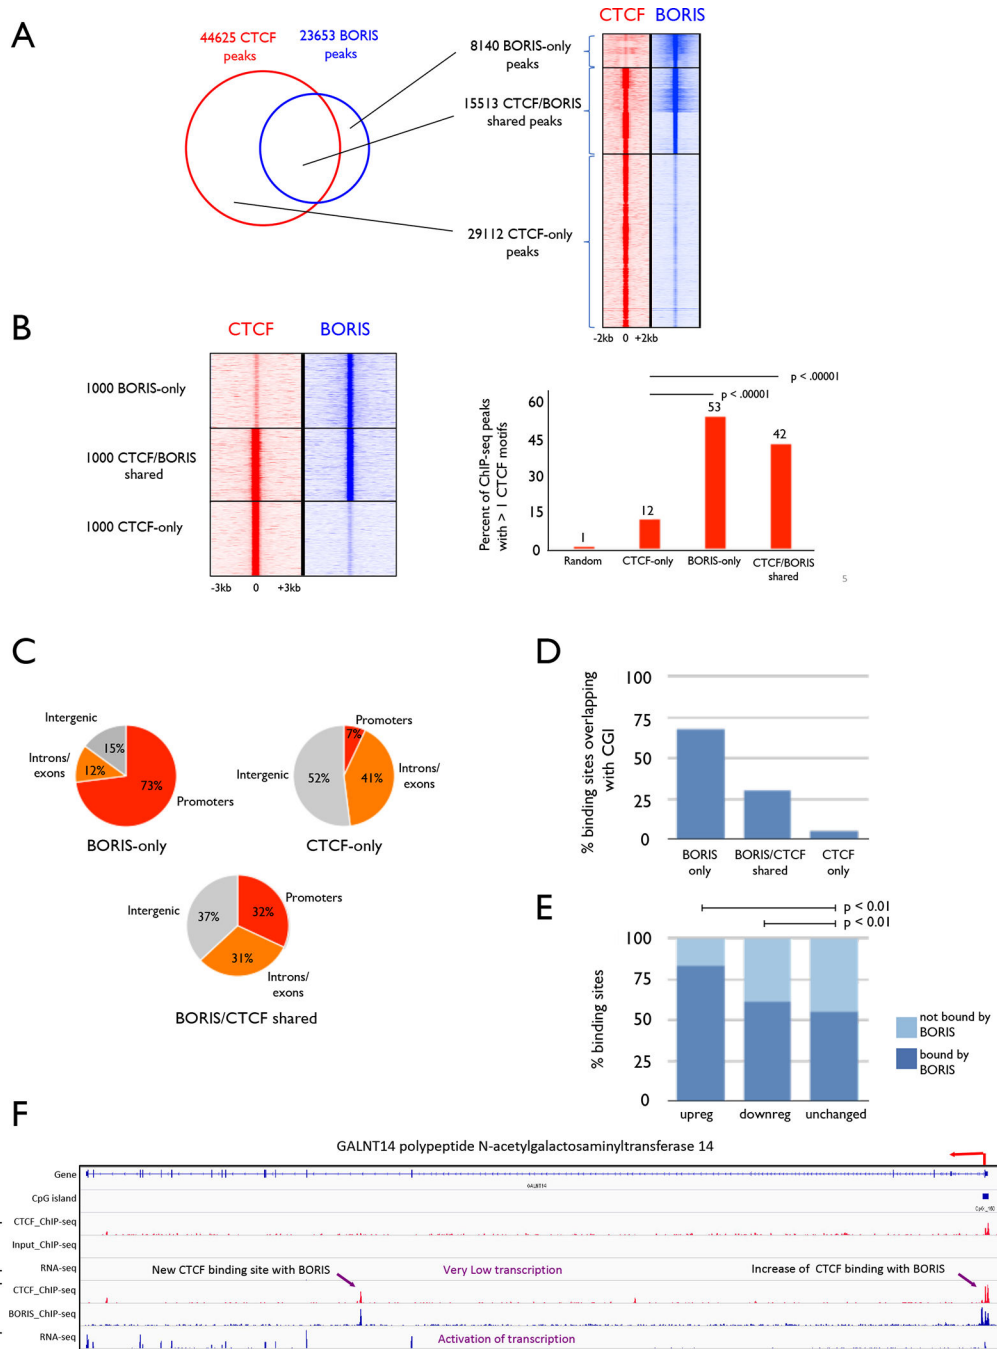 A
44625 CTCF
peaks
23653 BORIS
peaks
8140 BORIS-only
peaks
15513 CTCF/BORIS
shared peaks
29112 CTCF-only
peaks
CTCF BORIS
-2kb 0 +2kb
B
CTCF BORIS
1000 BORIS-only
1000 CTCF/BORIS
shared
1000 CTCF-only
-3kb 0 +3kb
Percent of ChIP-seq peaks
with > 1 CTCF motifs
60
45
30
15
0
p < .00001
p < .00001
1
12
53
42
Random
CTCF-only
BORIS-only
CTCF/BORIS
shared
5
C
Intergenic
15%
Introns/
exons
12%
73%
Promoters
BORIS-only
Promoters
7%
Intergenic
52%
41%
Introns/
exons
CTCF-only
Intergenic
37%
Promoters
32%
31%
Introns/
exons
BORIS/CTCF shared
D
% binding sites overlapping
with CGI
100
75
50
25
0
BORIS
only
BORIS/CTCF
shared
CTCF
only
E
p < 0.01
p < 0.01
% binding sites
100
75
50
25
0
upreg
downreg
unchanged
not bound by
BORIS
bound by
BORIS
F
GALNT14 polypeptide N-acetylgalactosaminyltransferase 14
Gene
GALNT14
CpG island
CTCF_ChIP-seq
Input_ChIP-seq
RNA-seq
New CTCF binding site with BORIS
Very Low transcription
Increase of CTCF binding with BORIS
CTCF_ChIP-seq
BORIS_ChIP-seq
RNA-seq
Activation of transcription